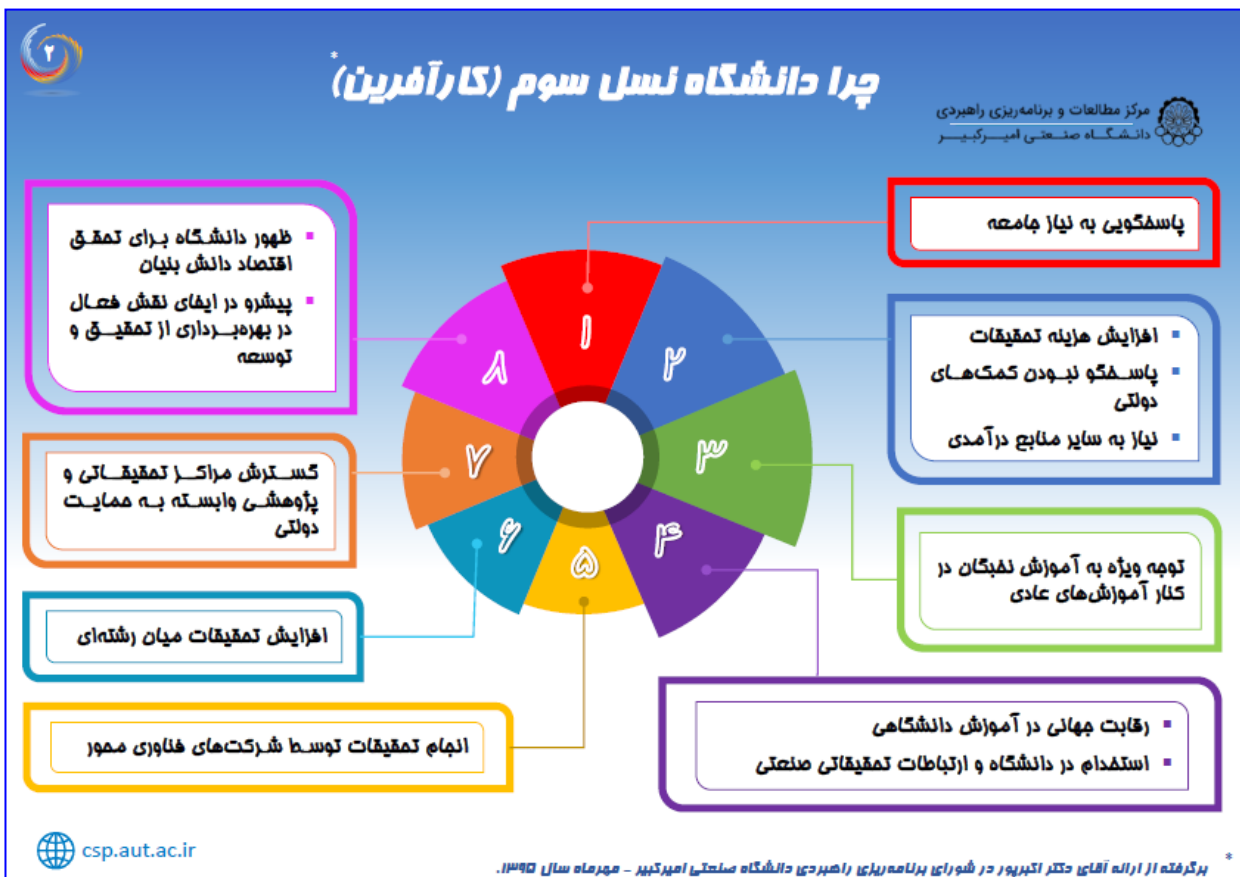 ۲
چرا دانشگاه نسل سوم (کارآفرین)*
مرکز مطالعات و برنامه‌ریزی راهبردی
دانشگاه صنعتی امیرکبیر
پاسخگویی به نیاز جامعه
▪ افزایش هزینه تحقیقات
▪ پاسخگو نبودن کمک‌های
دولتی
▪ نیاز به سایر منابع درآمدی
توجه ویژه به آموزش نخبگان در
کنار آموزش‌های عادی
▪ رقابت جهانی در آموزش دانشگاهی
▪ استخدام در دانشگاه و ارتباطات تحقیقاتی صنعتی
انجام تحقیقات توسط شرکت‌های فناوری محور
افزایش تحقیقات میان رشته‌ای
گسترش مراکز تحقیقاتی و
پژوهشی وابسته به حمایت
دولتی
▪ ظهور دانشگاه برای تحقق
اقتصاد دانش بنیان
▪ پیشرو در ایفای نقش فعال
در بهره‌برداری از تحقیق و
توسعه
۱
۲
۳
۴
۵
۶
۷
۸
* برگرفته از ارائه آقای دکتر اکبرپور در شورای برنامه‌ریزی راهبردی دانشگاه صنعتی امیرکبیر – مهرماه سال ۱۳۹۵.
csp.aut.ac.ir